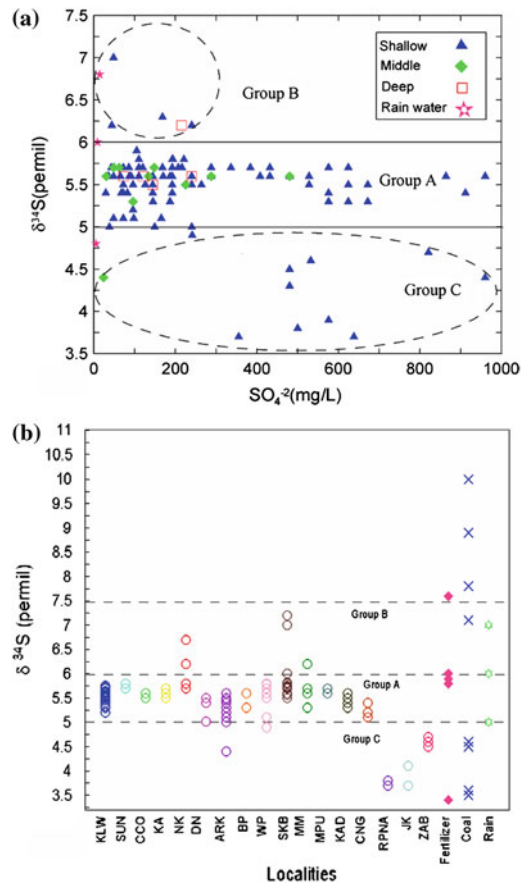 (a)
7.5
7
6.5
6
5.5
5
4.5
4
3.5
δ³⁴S(permil)
Shallow
Middle
Deep
Rain water
Group B
Group A
Group C
0
200
400
600
800
1000
SO₄⁻²(mg/L)
(b)
11
10
9.5
9
8.5
8
7.5
7
6.5
6
5.5
5
4.5
4
3.5
δ ³⁴S (permil)
Group B
Group A
Group C
KLW
SUN
CCO
KA
NK
DN
ARK
BP
WP
SKB
MM
MPU
KAD
CNG
RPNA
JK
ZAB
Fertilizer
Coal
Rain
Localities